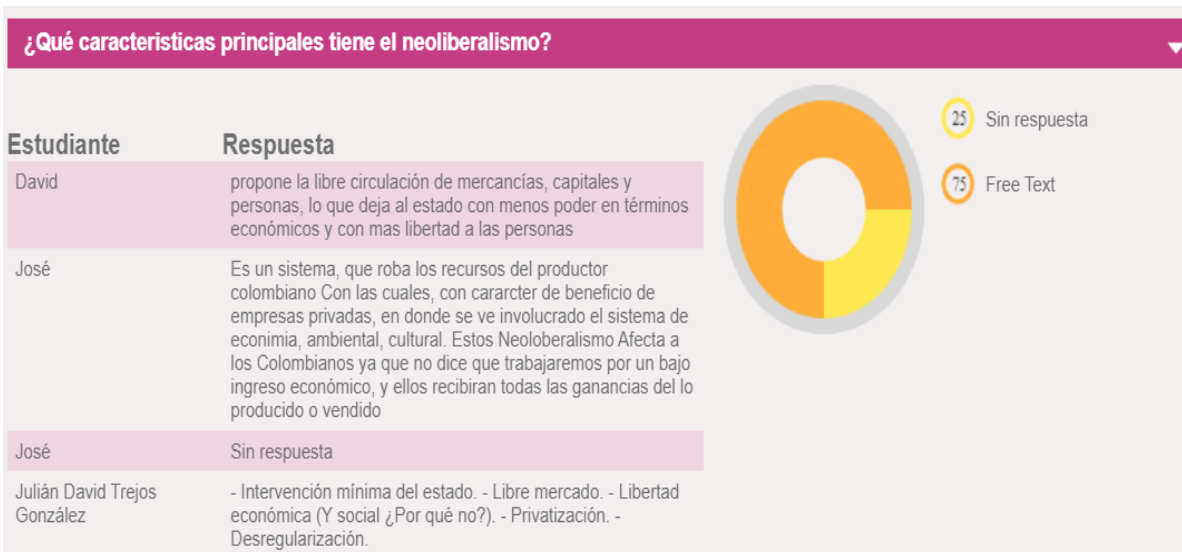 ¿Qué caracteristicas principales tiene el neoliberalismo?
Estudiante Respuesta
David propone la libre circulación de mercancías, capitales y
personas, lo que deja al estado con menos poder en términos
económicos y con mas libertad a las personas
José Es un sistema, que roba los recursos del productor
colombiano Con las cuales, con cararcter de beneficio de
empresas privadas, en donde se ve involucrado el sistema de
econimia, ambiental, cultural. Estos Neoloberalismo Afecta a
los Colombianos ya que no dice que trabajaremos por un bajo
ingreso económico, y ellos recibiran todas las ganancias del lo
producido o vendido
José Sin respuesta
Julián David Trejos - Intervención mínima del estado. - Libre mercado. - Libertad
González económica (Y social ¿Por qué no?). - Privatización. -
Desregularización.
25 Sin respuesta
75 Free Text